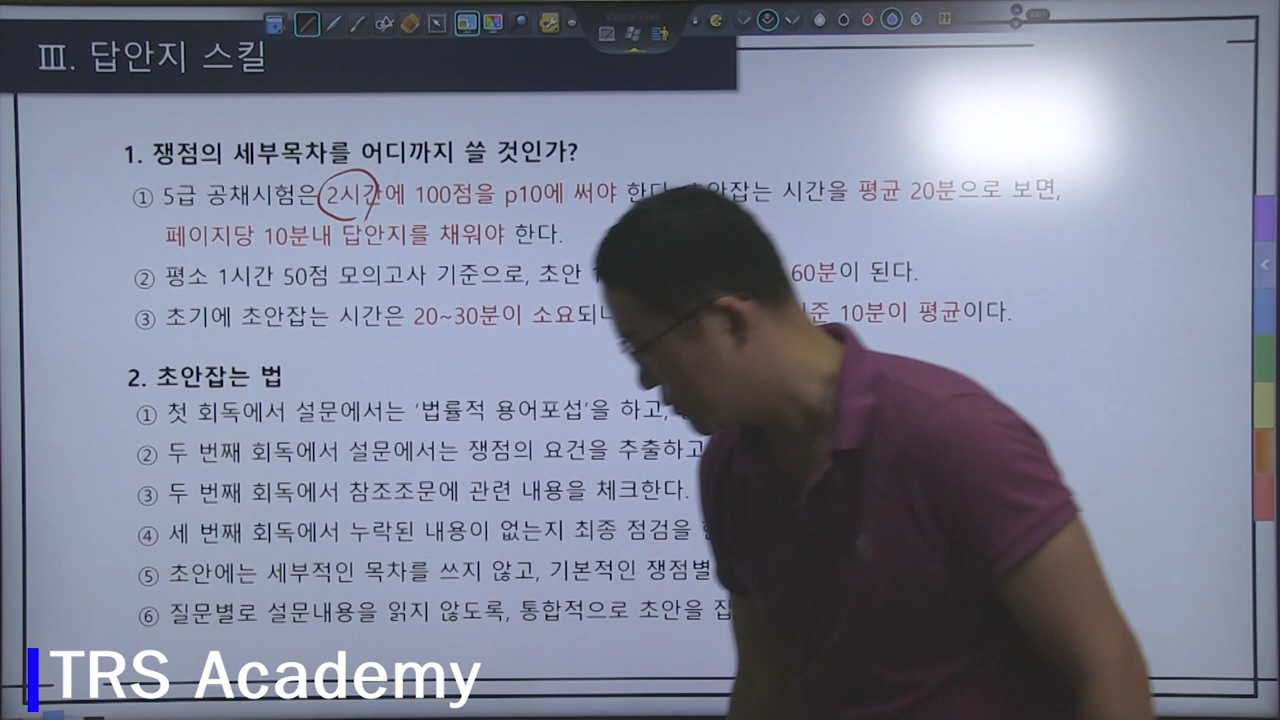 Ⅲ. 답안지 스킬
1. 쟁점의 세부목차를 어디까지 쓸 것인가?
① 5급 공채시험은 2시간에 100점을 p10에 써야 한다. 초안잡는 시간을 평균 20분으로 보면,
페이지당 10분내 답안지를 채워야 한다.
② 평소 1시간 50점 모의고사 기준으로, 초안 60분이 된다.
③ 초기에 초안잡는 시간은 20~30분이 소요되나 10분이 평균이다.
2. 초안잡는 법
① 첫 회독에서 설문에서는 '법률적 용어포섭'을 하고,
② 두 번째 회독에서 설문에서는 쟁점의 요건을 추출하고
③ 두 번째 회독에서 참조조문에 관련 내용을 체크한다.
④ 세 번째 회독에서 누락된 내용이 없는지 최종 점검을
⑤ 초안에는 세부적인 목차를 쓰지 않고, 기본적인 쟁점별
⑥ 질문별로 설문내용을 읽지 않도록, 통합적으로 초안을 잡
TRS Academy